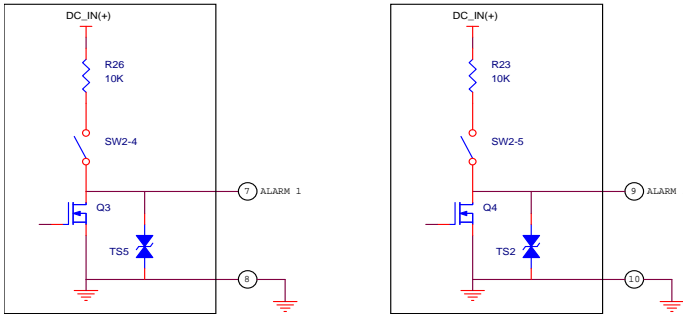 DC_IN(+)
R26
10K
SW2-4
7 ALARM 1
Q3
TS5
8
DC_IN(+)
R23
10K
SW2-5
9 ALARM
Q4
TS2
10